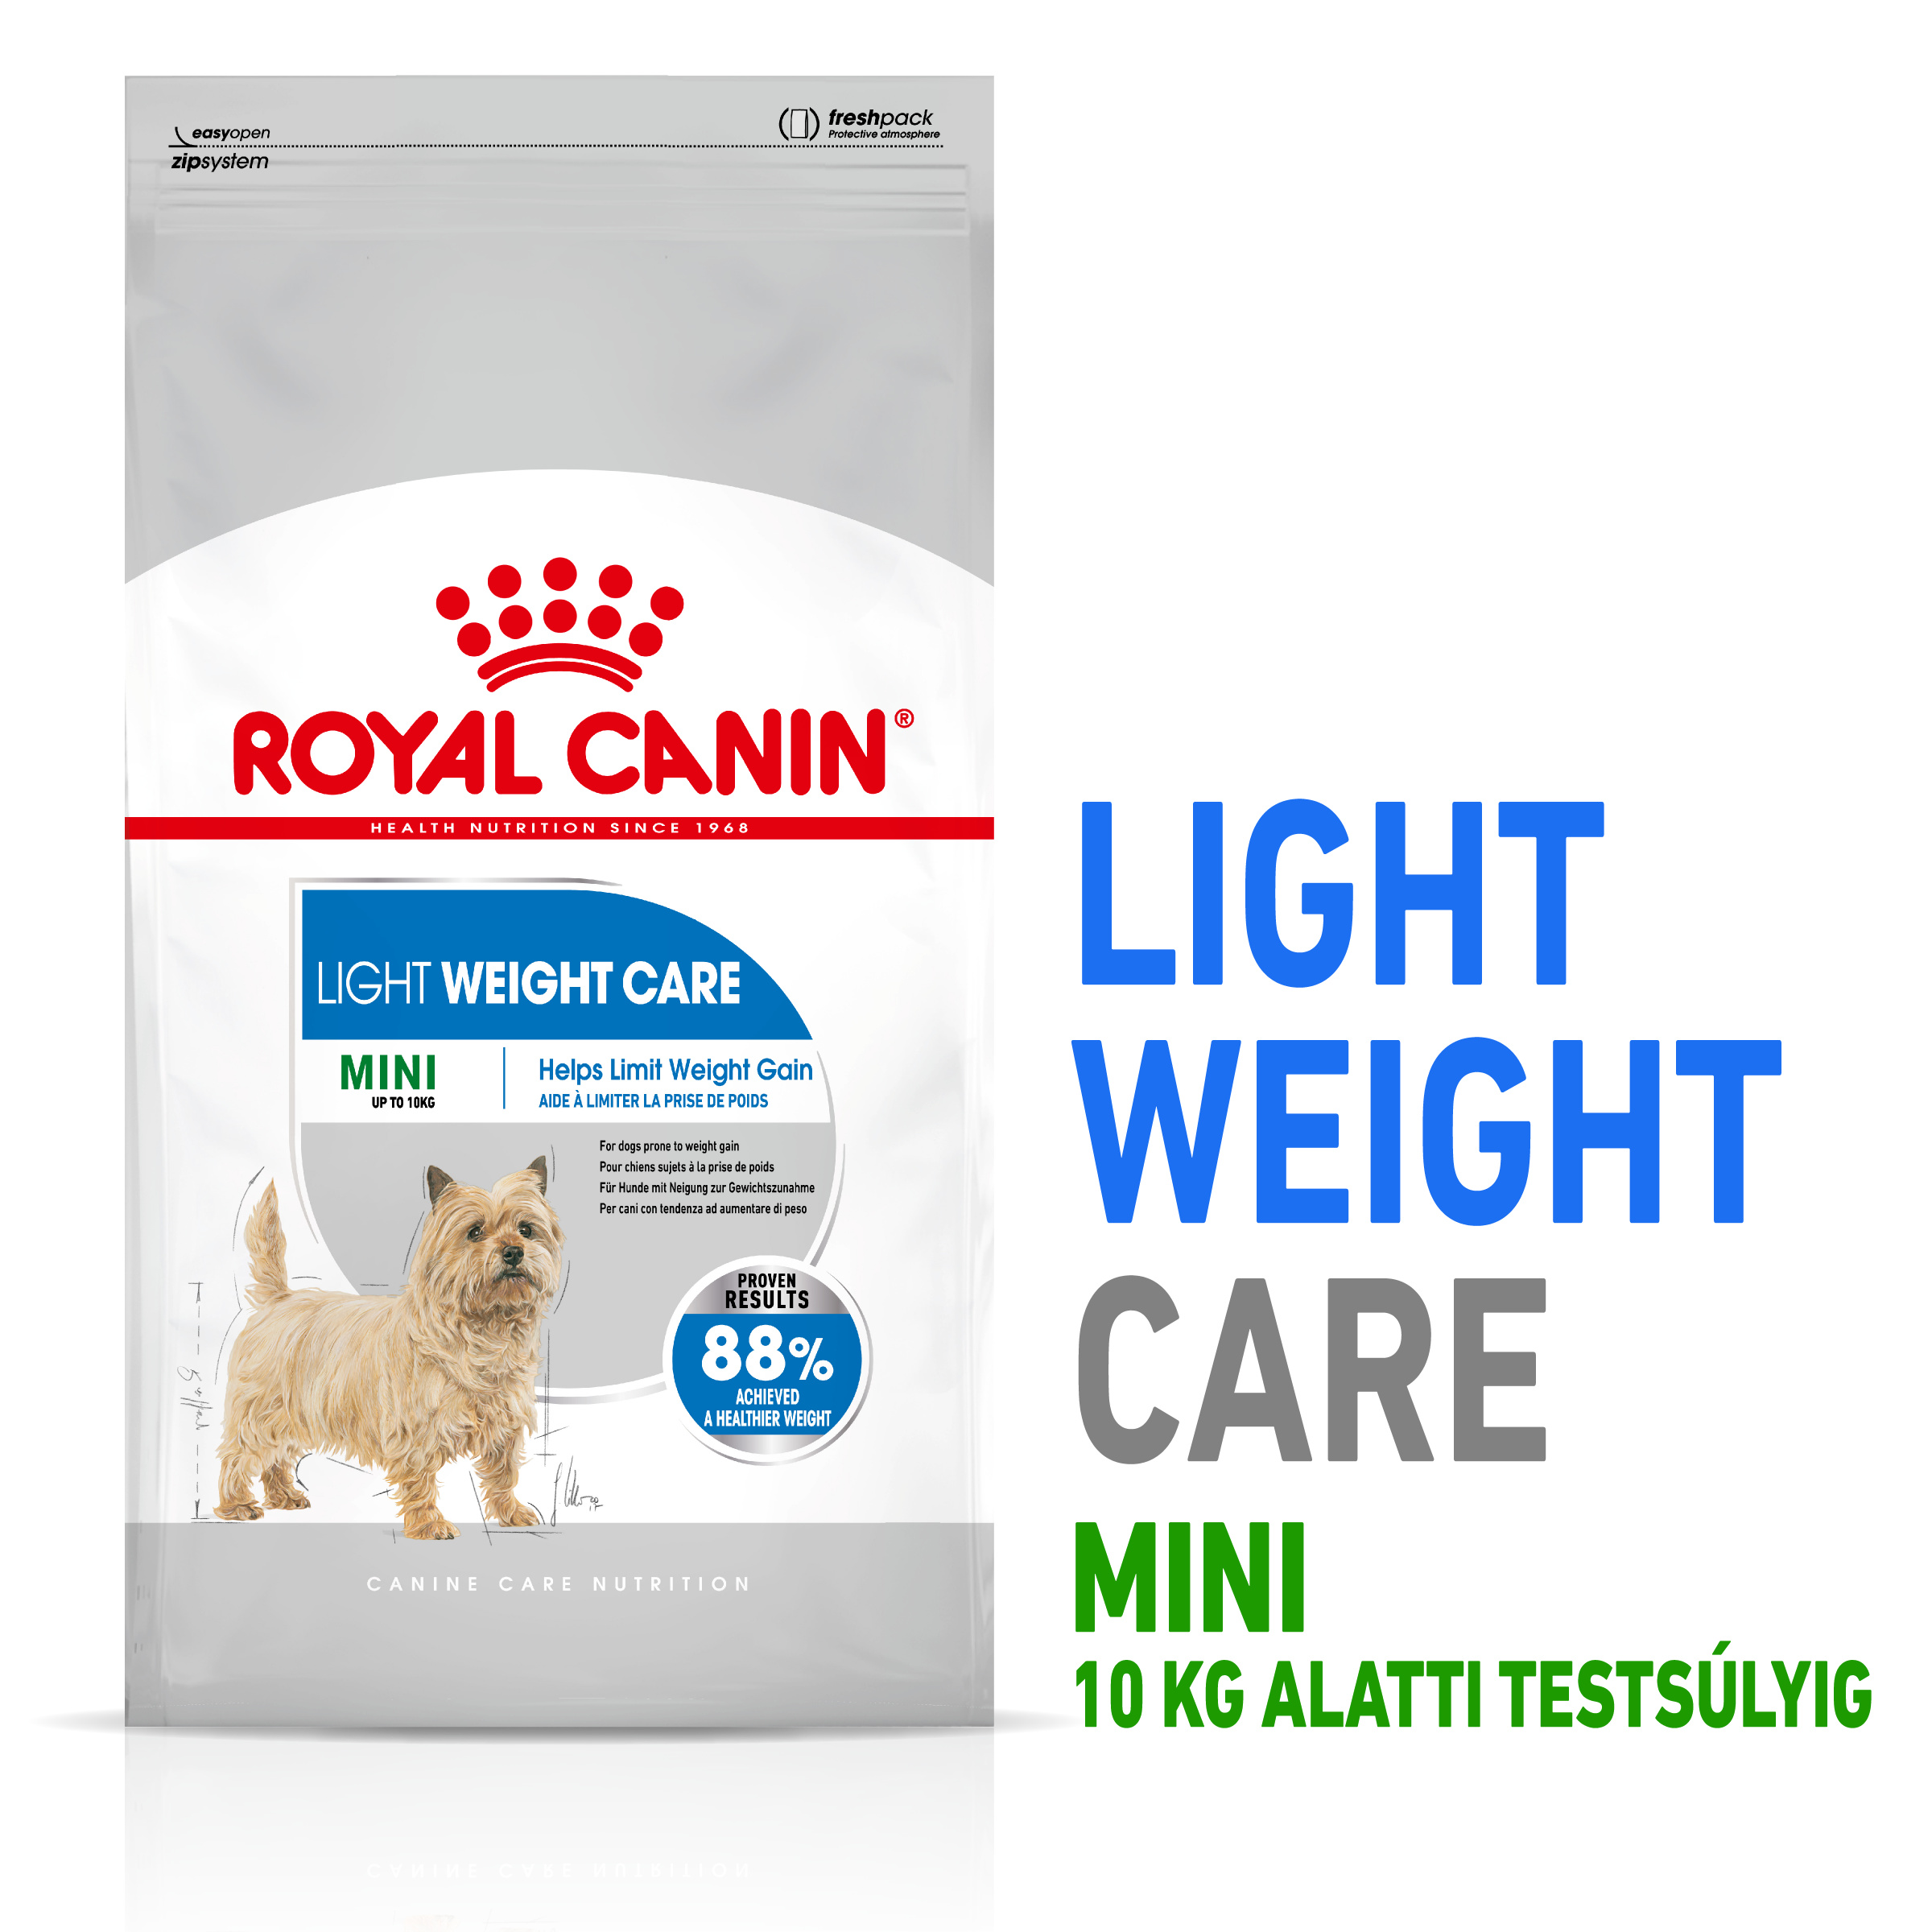 easyopen
zipsystem
freshpack
Protective atmosphere
ROYAL CANIN®
HEALTH NUTRITION SINCE 1968
LIGHT WEIGHT CARE
MINI
UP TO 10KG
Helps Limit Weight Gain
AIDE À LIMITER LA PRISE DE POIDS
For dogs prone to weight gain
Pour chiens sujets à la prise de poids
Für Hunde mit Neigung zur Gewichtszunahme
Per cani con tendenza ad aumentare di peso
PROVEN
RESULTS
88%
ACHIEVED
A HEALTHIER WEIGHT
CANINE CARE NUTRITION
LIGHT
WEIGHT
CARE
MINI
10 KG ALATTI TESTSÚLYIG